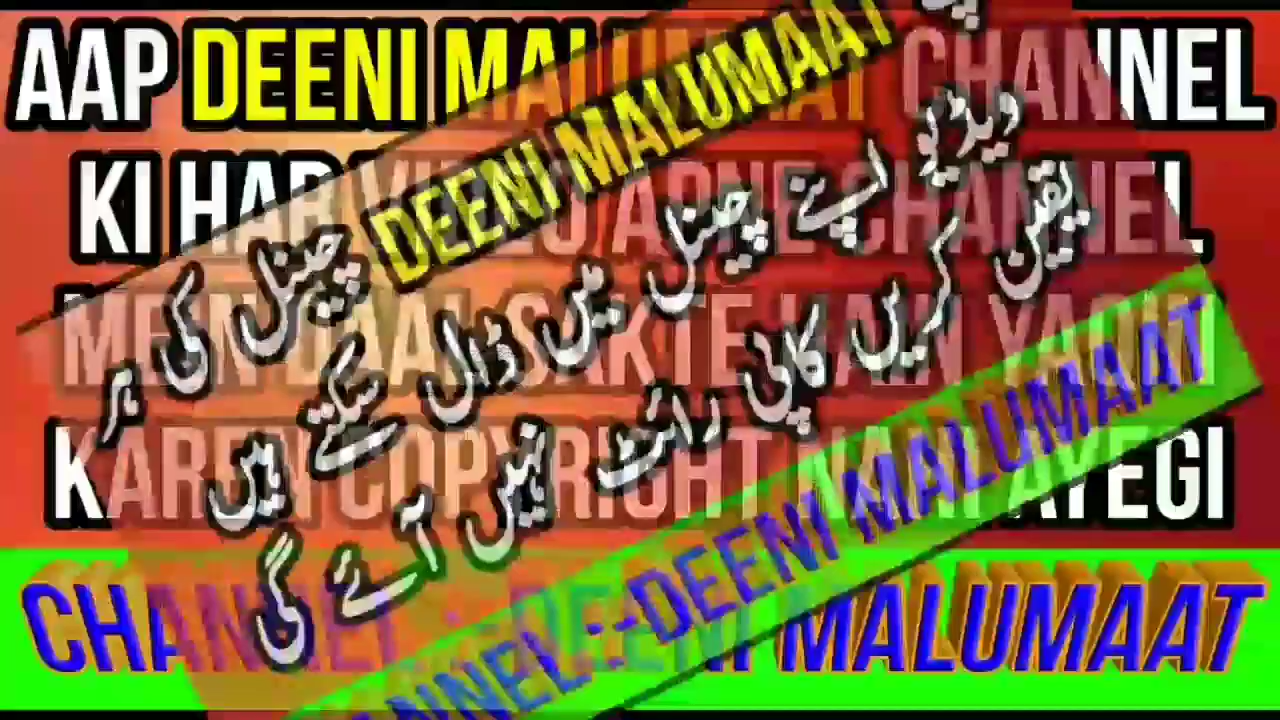 AAP DEENI MALUMAAT CHANNEL
KI HAR VIDEO APNE CHANNEL
MEIN DAAL SAKTE HAIN YAQIN
KAREN COPYRIGHT NAHI AYEGI
CHANNEL :-DEENI MALUMAAT
DEENI MALUMAAT چینل کی ہر
ویڈیو اپنے چینل میں ڈال سکتے ہیں
یقین کریں کاپی رائٹ نہیں آئے گی
NNEL :-DEENI MALUMAAT